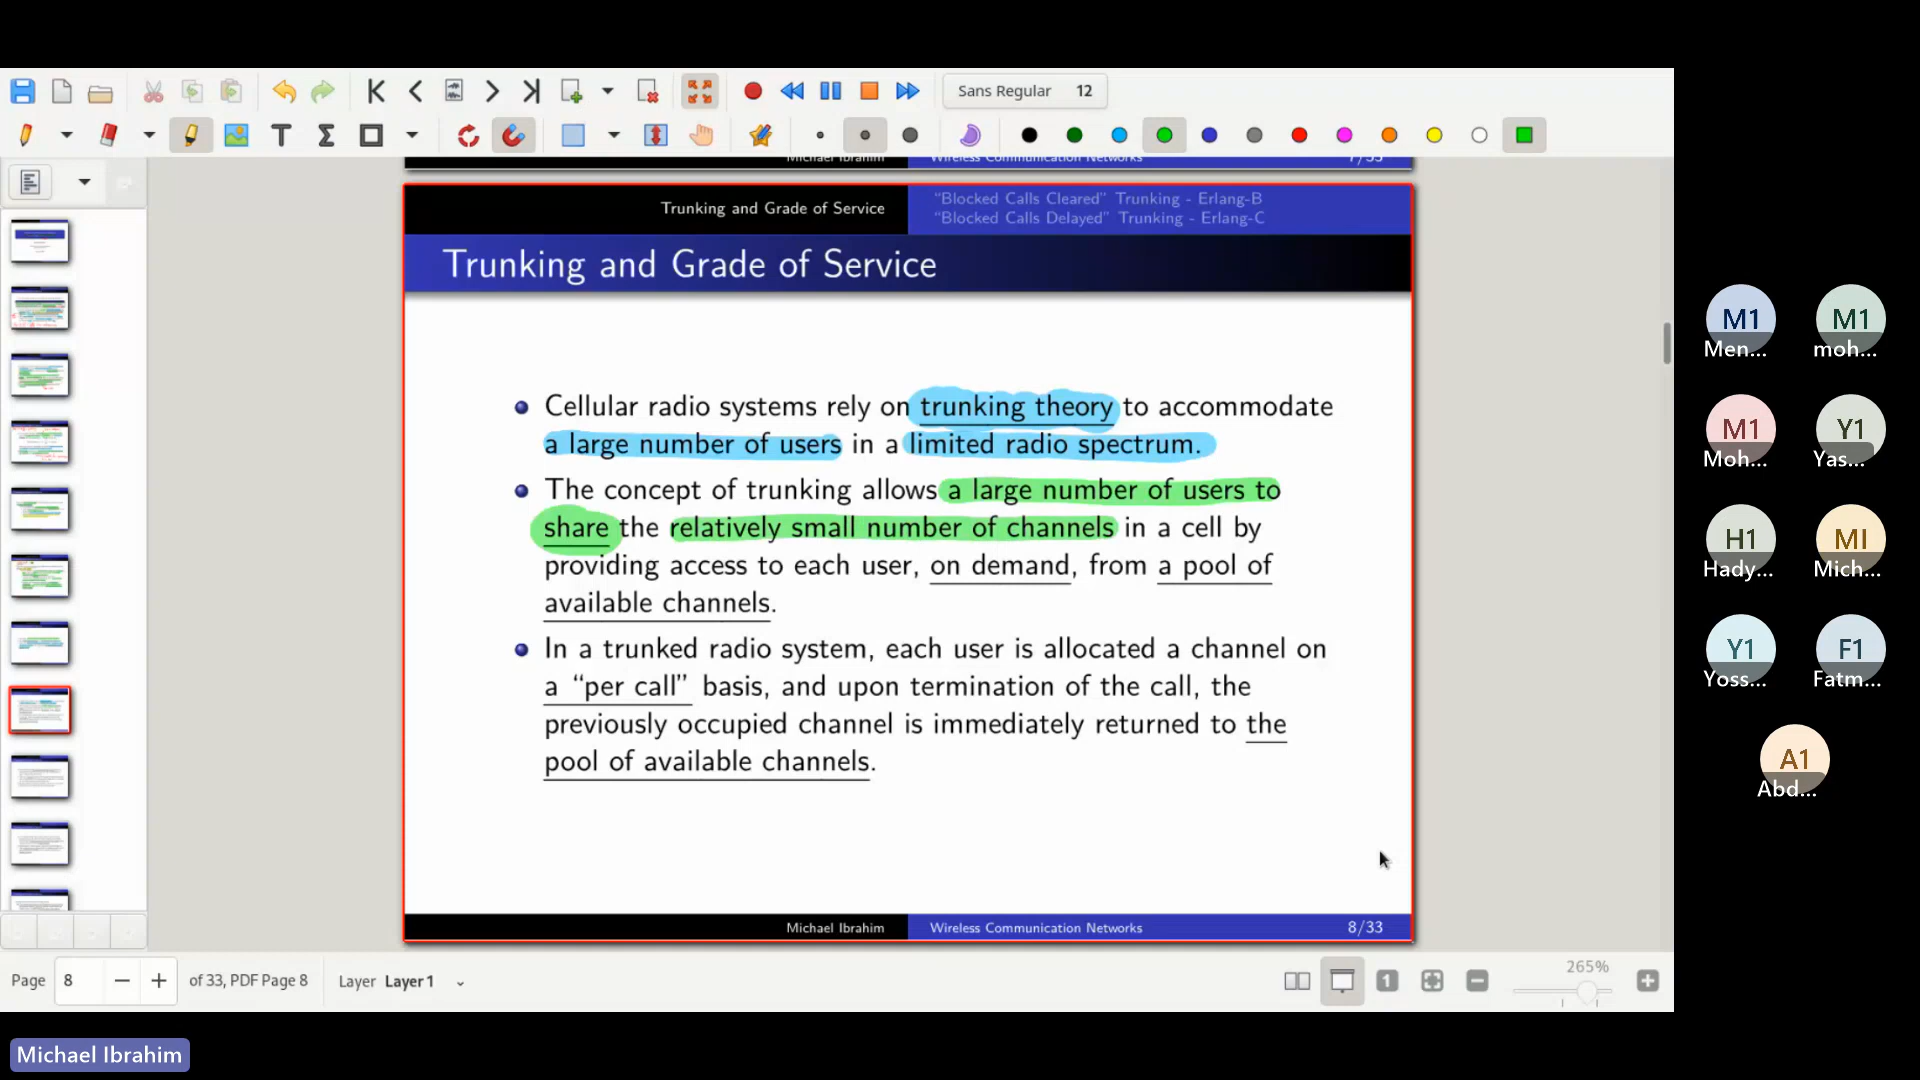 Sans Regular 12
Michael Ibrahim Wireless Communication Networks 7/33
Trunking and Grade of Service
“Blocked Calls Cleared” Trunking - Erlang-B
“Blocked Calls Delayed” Trunking - Erlang-C
Trunking and Grade of Service
Cellular radio systems rely on trunking theory to accommodate
a large number of users in a limited radio spectrum.
The concept of trunking allows a large number of users to
share the relatively small number of channels in a cell by
providing access to each user, on demand, from a pool of
available channels.
In a trunked radio system, each user is allocated a channel on
a “per call” basis, and upon termination of the call, the
previously occupied channel is immediately returned to the
pool of available channels.
Michael Ibrahim Wireless Communication Networks 8/33
Page 8 of 33, PDF Page 8 Layer Layer 1
265%
M1 M1
Men... moh...
M1 Y1
Moh... Yas...
H1 MI
Hady... Mich...
Y1 F1
Yoss... Fatm...
A1
Abd...
Michael Ibrahim